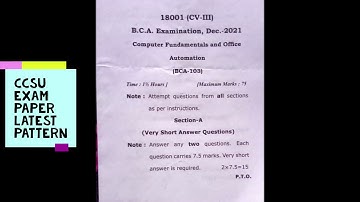 CCSU
EXAM
PAPER
LATEST
PATTERN
18001 (CV-III)
B.C.A. Examination, Dec.-2021
Computer Fundamentals and Office
Automation
(BCA-103)
Time : 1½ Hours ] [Maximum Marks : 75
Note : Attempt questions from all sections
as per instructions.
Section-A
(Very Short Answer Questions)
Note : Answer any two questions. Each
question carries 7.5 marks. Very short
answer is required. 2×7.5=15
P.T.O.